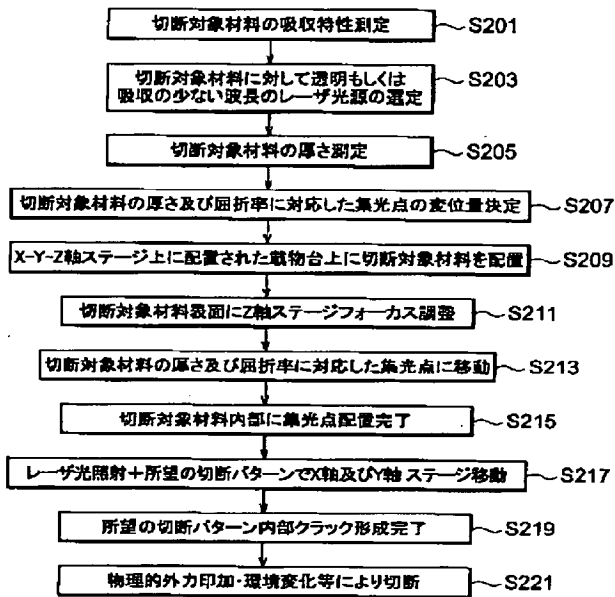 切断対象材料の吸収特性測定
S201
切断対象材料に対して透明もしくは
吸収の少ない波長のレーザ光源の選定
S203
切断対象材料の厚さ測定
S205
切断対象材料の厚さ及び屈折率に対応した集光点の変位量決定
S207
X-Y-Z軸ステージ上に配置された載物台上に切断対象材料を配置
S209
切断対象材料表面にZ軸ステージフォーカス調整
S211
切断対象材料の厚さ及び屈折率に対応した集光点に移動
S213
切断対象材料内部に集光点配置完了
S215
レーザ光照射+所望の切断パターンでX軸及びY軸ステージ移動
S217
所望の切断パターン内部クラック形成完了
S219
物理的外力印加・環境変化等により切断
S221